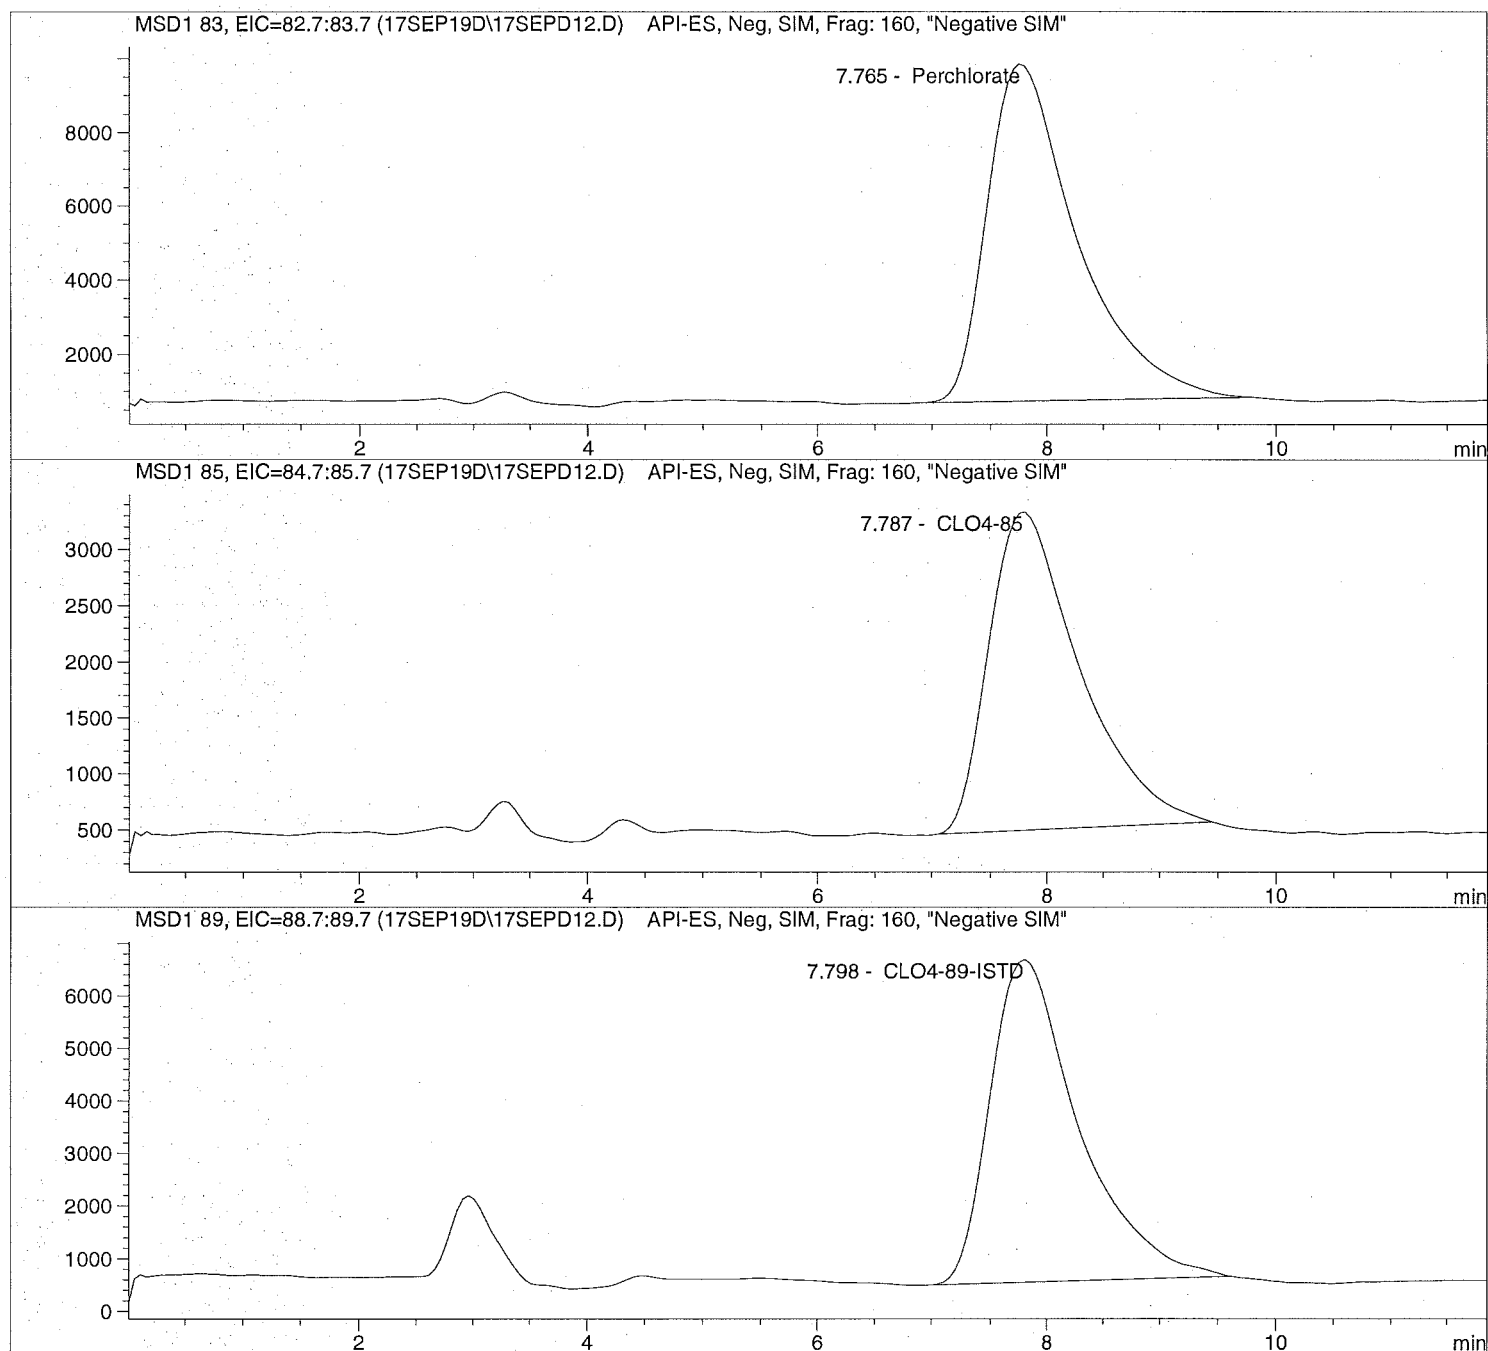 MSD1 83, EIC=82.7:83.7 (17SEP19D\17SEPD12.D) API-ES, Neg, SIM, Frag: 160, "Negative SIM"
7.765 - Perchlorate
8000
6000
4000
2000
2 4 6 8 10 min
MSD1 85, EIC=84.7:85.7 (17SEP19D\17SEPD12.D) API-ES, Neg, SIM, Frag: 160, "Negative SIM"
7.787 - CLO4-85
3000
2500
2000
1500
1000
500
2 4 6 8 10 min
MSD1 89, EIC=88.7:89.7 (17SEP19D\17SEPD12.D) API-ES, Neg, SIM, Frag: 160, "Negative SIM"
7.798 - CLO4-89-ISTD
6000
5000
4000
3000
2000
1000
0
2 4 6 8 10 min